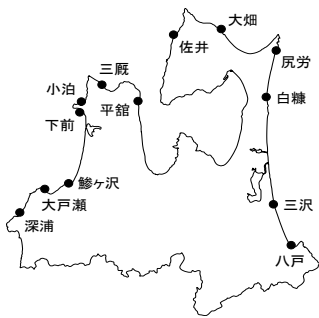 大畑
佐井
尻労
三厩
小泊
白糠
平舘
下前
鰺ヶ沢
大戸瀬
三沢
深浦
八戸